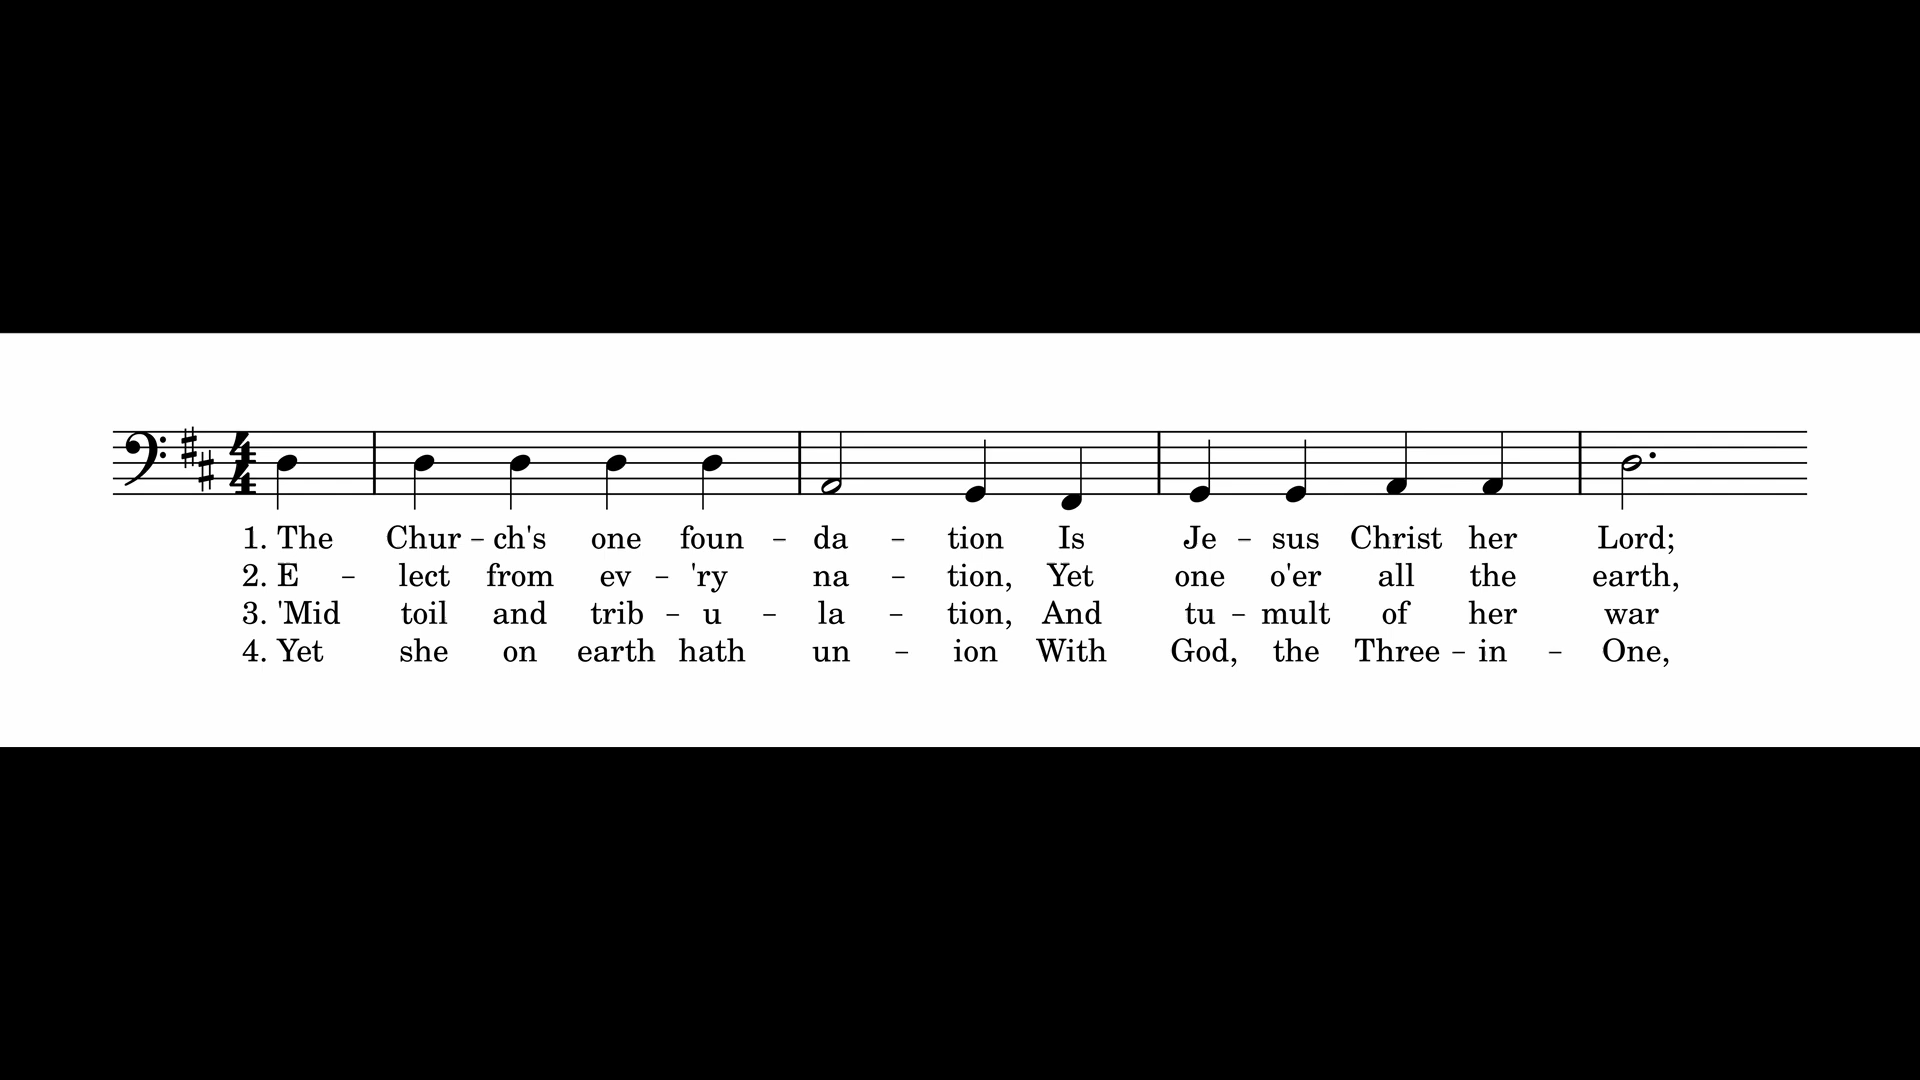 4
4
1. The Chur – ch's one foun – da – tion Is Je – sus Christ her Lord;
2. E – lect from ev – 'ry na – tion, Yet one o'er all the earth,
3. 'Mid toil and trib – u – la – tion, And tu – mult of her war
4. Yet she on earth hath un – ion With God, the Three – in – One,